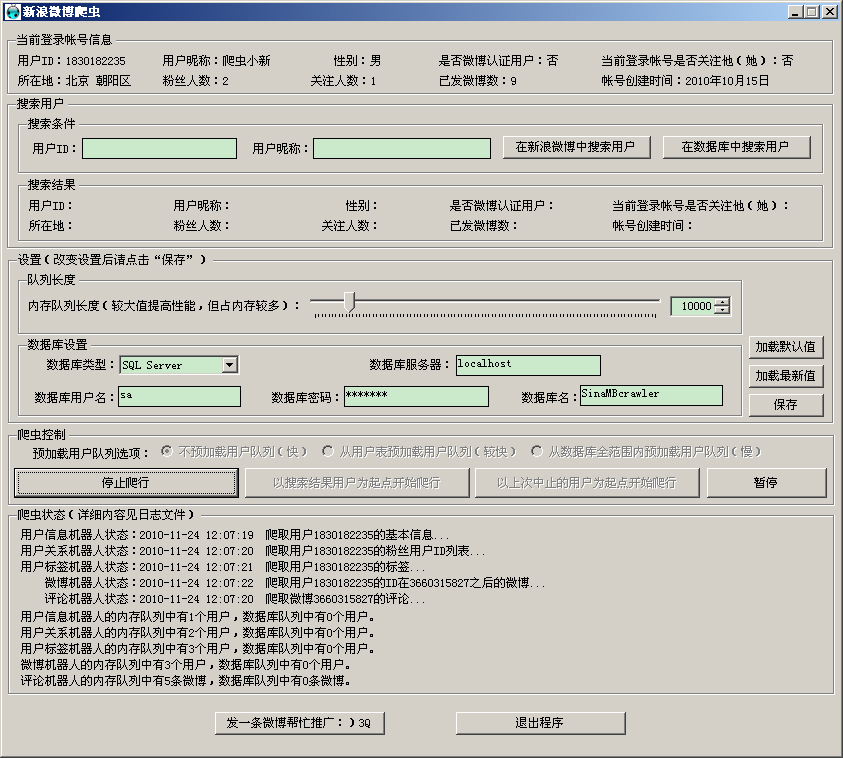 新浪微博爬虫
当前登录帐号信息
用户ID：1830182235 用户昵称：爬虫小新 性别：男 是否微博认证用户：否 当前登录帐号是否关注他(她)：否
所在地：北京 朝阳区 粉丝人数：2 关注人数：1 已发微博数：9 帐号创建时间：2010年10月15日
搜索用户
搜索条件
用户ID： 用户昵称： 在新浪微博中搜索用户 在数据库中搜索用户
搜索结果
用户ID： 用户昵称： 性别： 是否微博认证用户： 当前登录帐号是否关注他(她)：
所在地： 粉丝人数： 关注人数： 已发微博数： 帐号创建时间：
设置(改变设置后请点击“保存”)
队列长度
内存队列长度(较大值提高性能，但占内存较多)： 10000
数据库设置
数据库类型：SQL Server 数据库服务器：localhost
数据库用户名：sa 数据库密码：******* 数据库名：SinaMBcrawler
加载默认值
加载最新值
保存
爬虫控制
预加载用户队列选项： 不预加载用户队列(快) 从用户表预加载用户队列(较快) 从数据库全范围内预加载用户队列(慢)
停止爬行 以搜索结果用户为起点开始爬行 以上次中止的用户为起点开始爬行 暂停
爬虫状态(详细内容见日志文件)
用户信息机器人状态：2010-11-24 12:07:19 爬取用户1830182235的基本信息...
用户关系机器人状态：2010-11-24 12:07:20 爬取用户1830182235的粉丝用户ID列表...
用户标签机器人状态：2010-11-24 12:07:21 爬取用户1830182235的标签...
微博机器人状态：2010-11-24 12:07:22 爬取用户1830182235的ID在3660315827之后的微博...
评论机器人状态：2010-11-24 12:07:20 爬取微博3660315827的评论...
用户信息机器人的内存队列中有1个用户，数据库队列中有0个用户。
用户关系机器人的内存队列中有2个用户，数据库队列中有0个用户。
用户标签机器人的内存队列中有3个用户，数据库队列中有0个用户。
微博机器人的内存队列中有3个用户，数据库队列中有0个用户。
评论机器人的内存队列中有5条微博，数据库队列中有0条微博。
发一条微博帮忙推广：)3Q 退出程序